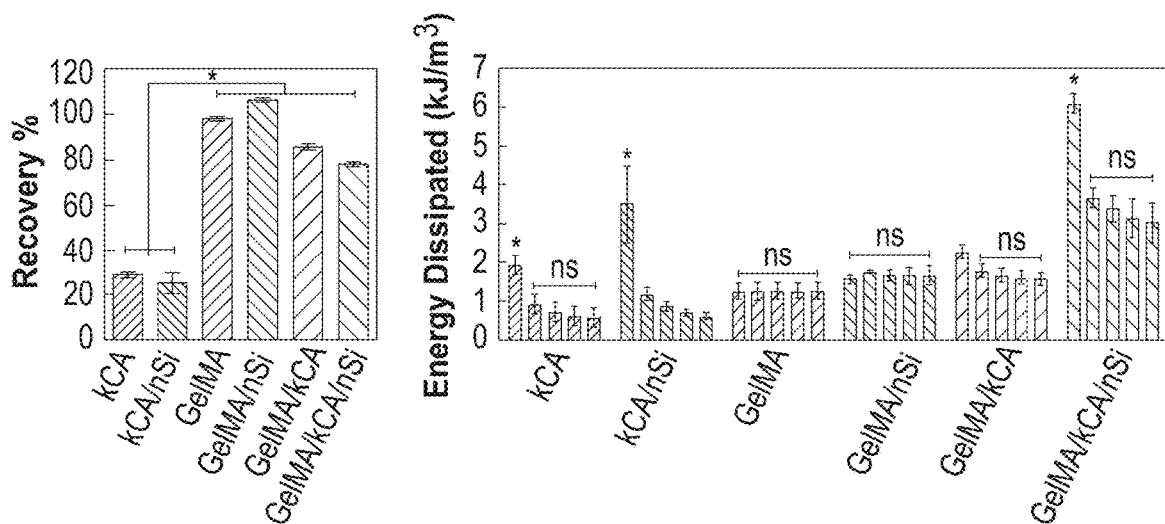 Recovery %
120
100
80
60
40
20
0
*
kCA
kCA/nSi
GelMA
GelMA/nSi
GelMA/kCA
GelMA/kCA/nSi
Energy Dissipated (kJ/m³)
7
6
5
4
3
2
1
0
*
ns
*
ns
ns
ns
*
ns
kCA
kCA/nSi
GelMA
GelMA/nSi
GelMA/kCA
GelMA/kCA/nSi